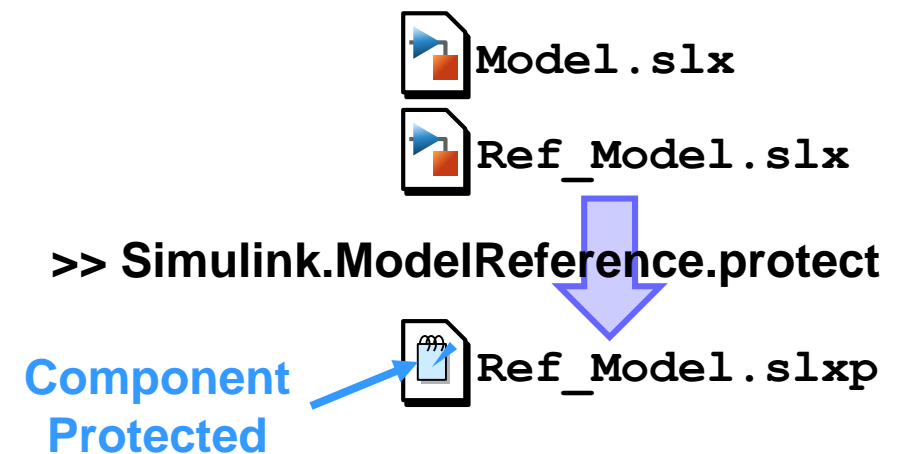 Model.slx
Ref_Model.slx
>> Simulink.ModelReference.protect
Ref_Model.slxp
Component
Protected